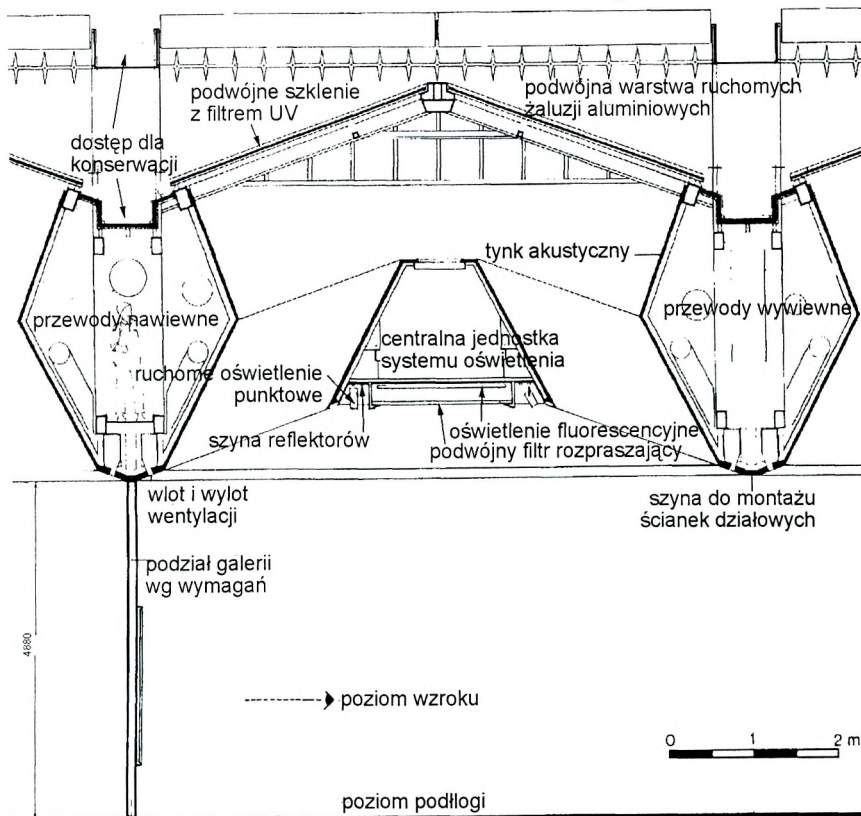 podwójne szklenie
z filtrem UV
podwójna warstwa ruchomych
żaluzji aluminiowych
dostęp dla
konserwacji
tynk akustyczny
przewody nawiewne
centralna jednostka
systemu oświetlenia
przewody wywiewne
ruchome oświetlenie
punktowe
szyna reflektorów
oświetlenie fluorescencyjne
podwójny filtr rozpraszający
wlot i wylot
wentylacji
szyna do montażu
ścianek działowych
podział galerii
wg wymagań
4880
poziom wzroku
0 1 2 m
poziom podłlogi